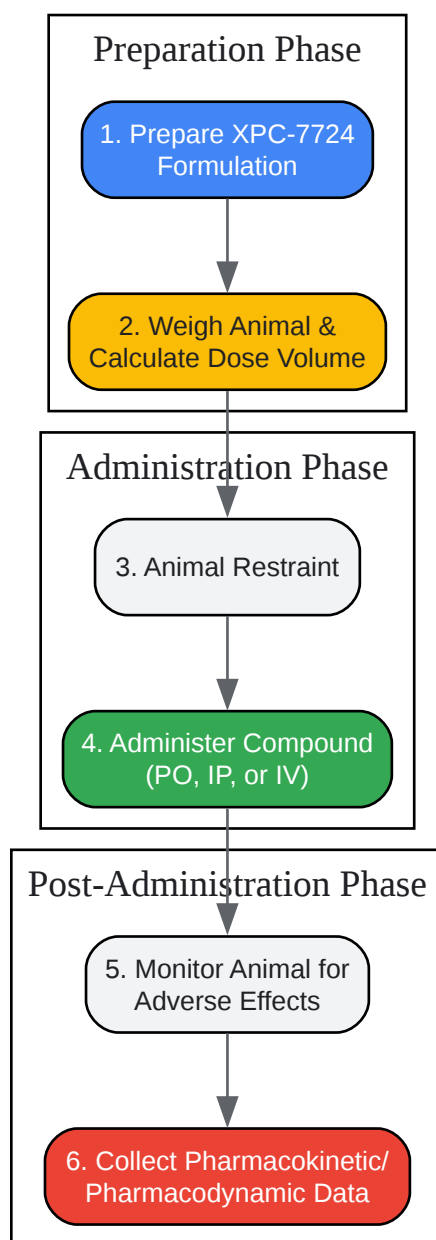 Preparation Phase
1. Prepare XPC-7724
Formulation
2. Weigh Animal &
Calculate Dose Volume
Administration Phase
3. Animal Restraint
4. Administer Compound
(PO, IP, or IV)
Post-Administration Phase
5. Monitor Animal for
Adverse Effects
6. Collect Pharmacokinetic/
Pharmacodynamic Data